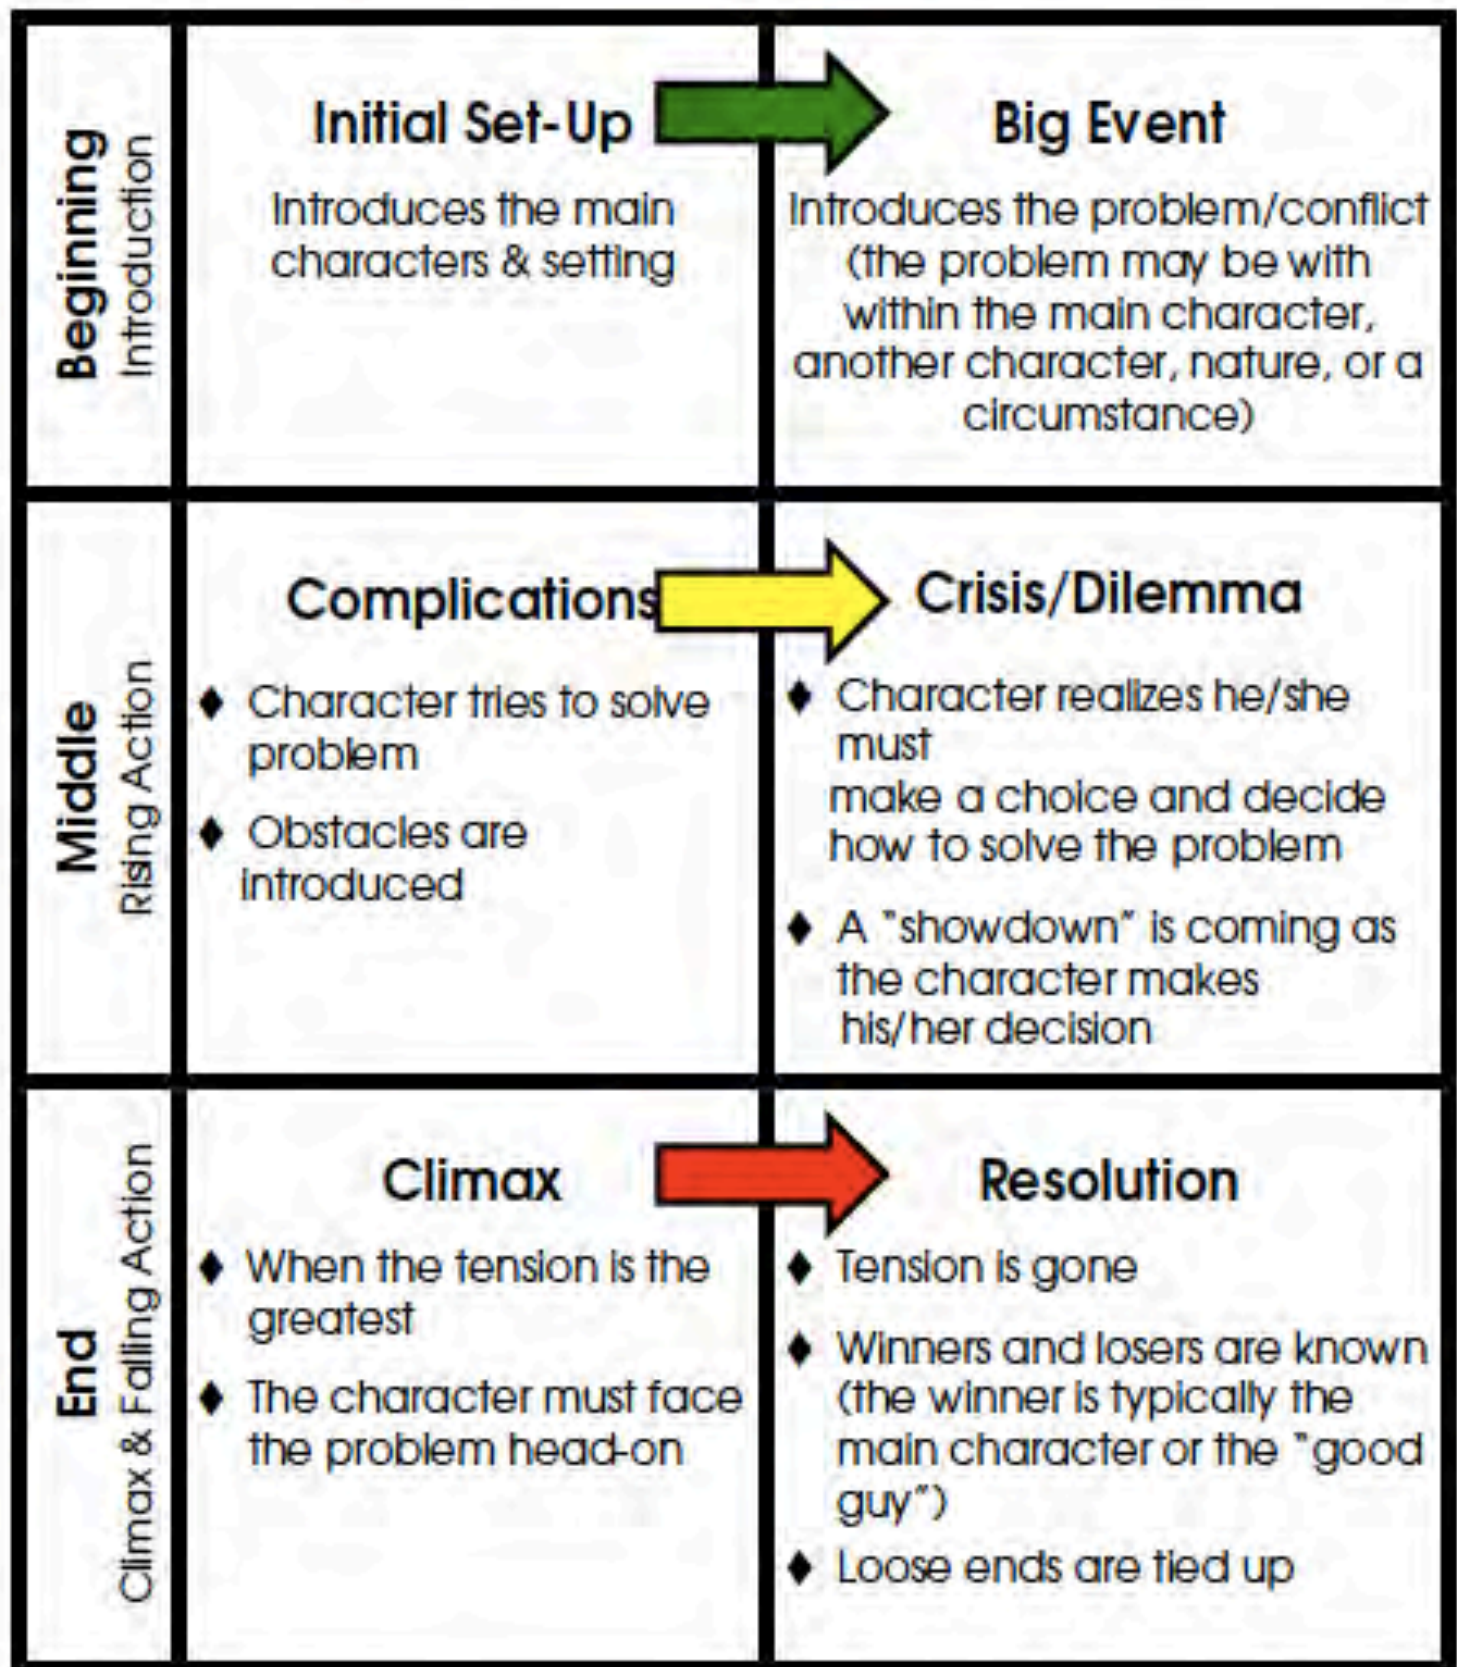 Beginning
Introduction
Initial Set-Up
Introduces the main
characters & setting
Big Event
Introduces the problem/conflict
(the problem may be with
within the main character,
another character, nature, or a
circumstance)
Middle
Rising Action
Complications
♦ Character tries to solve
problem
♦ Obstacles are
introduced
Crisis/Dilemma
♦ Character realizes he/she
must
make a choice and decide
how to solve the problem
♦ A "showdown" is coming as
the character makes
his/her decision
End
Climax & Falling Action
Climax
♦ When the tension is the
greatest
♦ The character must face
the problem head-on
Resolution
♦ Tension is gone
♦ Winners and losers are known
(the winner is typically the
main character or the "good
guy")
♦ Loose ends are tied up